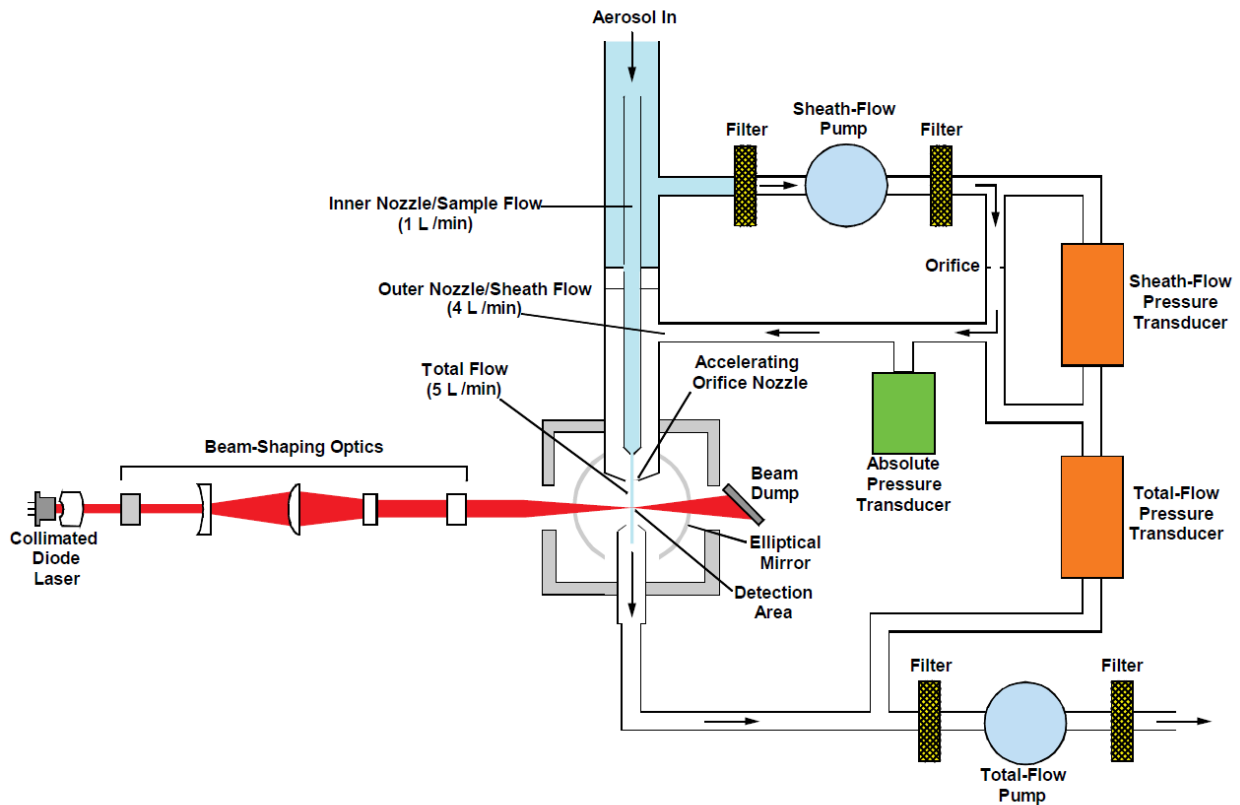 Aerosol In
Filter
Sheath-Flow
Pump
Filter
Inner Nozzle/Sample Flow
(1 L /min)
Orifice
Sheath-Flow
Pressure
Transducer
Outer Nozzle/Sheath Flow
(4 L /min)
Total Flow
(5 L /min)
Accelerating
Orifice Nozzle
Beam-Shaping Optics
Beam
Dump
Absolute
Pressure
Transducer
Total-Flow
Pressure
Transducer
Collimated
Diode
Laser
Elliptical
Mirror
Detection
Area
Filter
Filter
Total-Flow
Pump